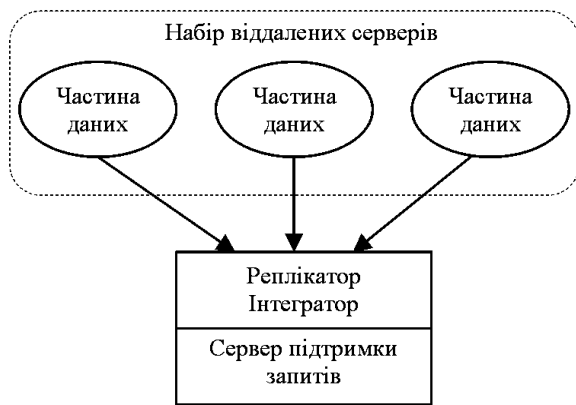 Набір віддалених серверів
Частина
даних
Частина
даних
Частина
даних
Реплікатор
Інтегратор
Сервер підтримки
запитів